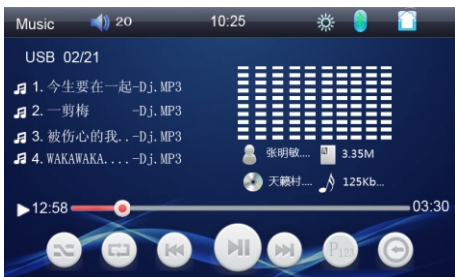 Music 20 10:25
USB 02/21
1. 今生要在一起-Dj.MP3
2. 一剪梅 -Dj.MP3
3. 被伤心的我..-Dj.MP3
4. WAKAWAKA....-Dj.MP3
张明敏.... 3.35M
天籁村.... 125Kb...
12:58 03:30
P123